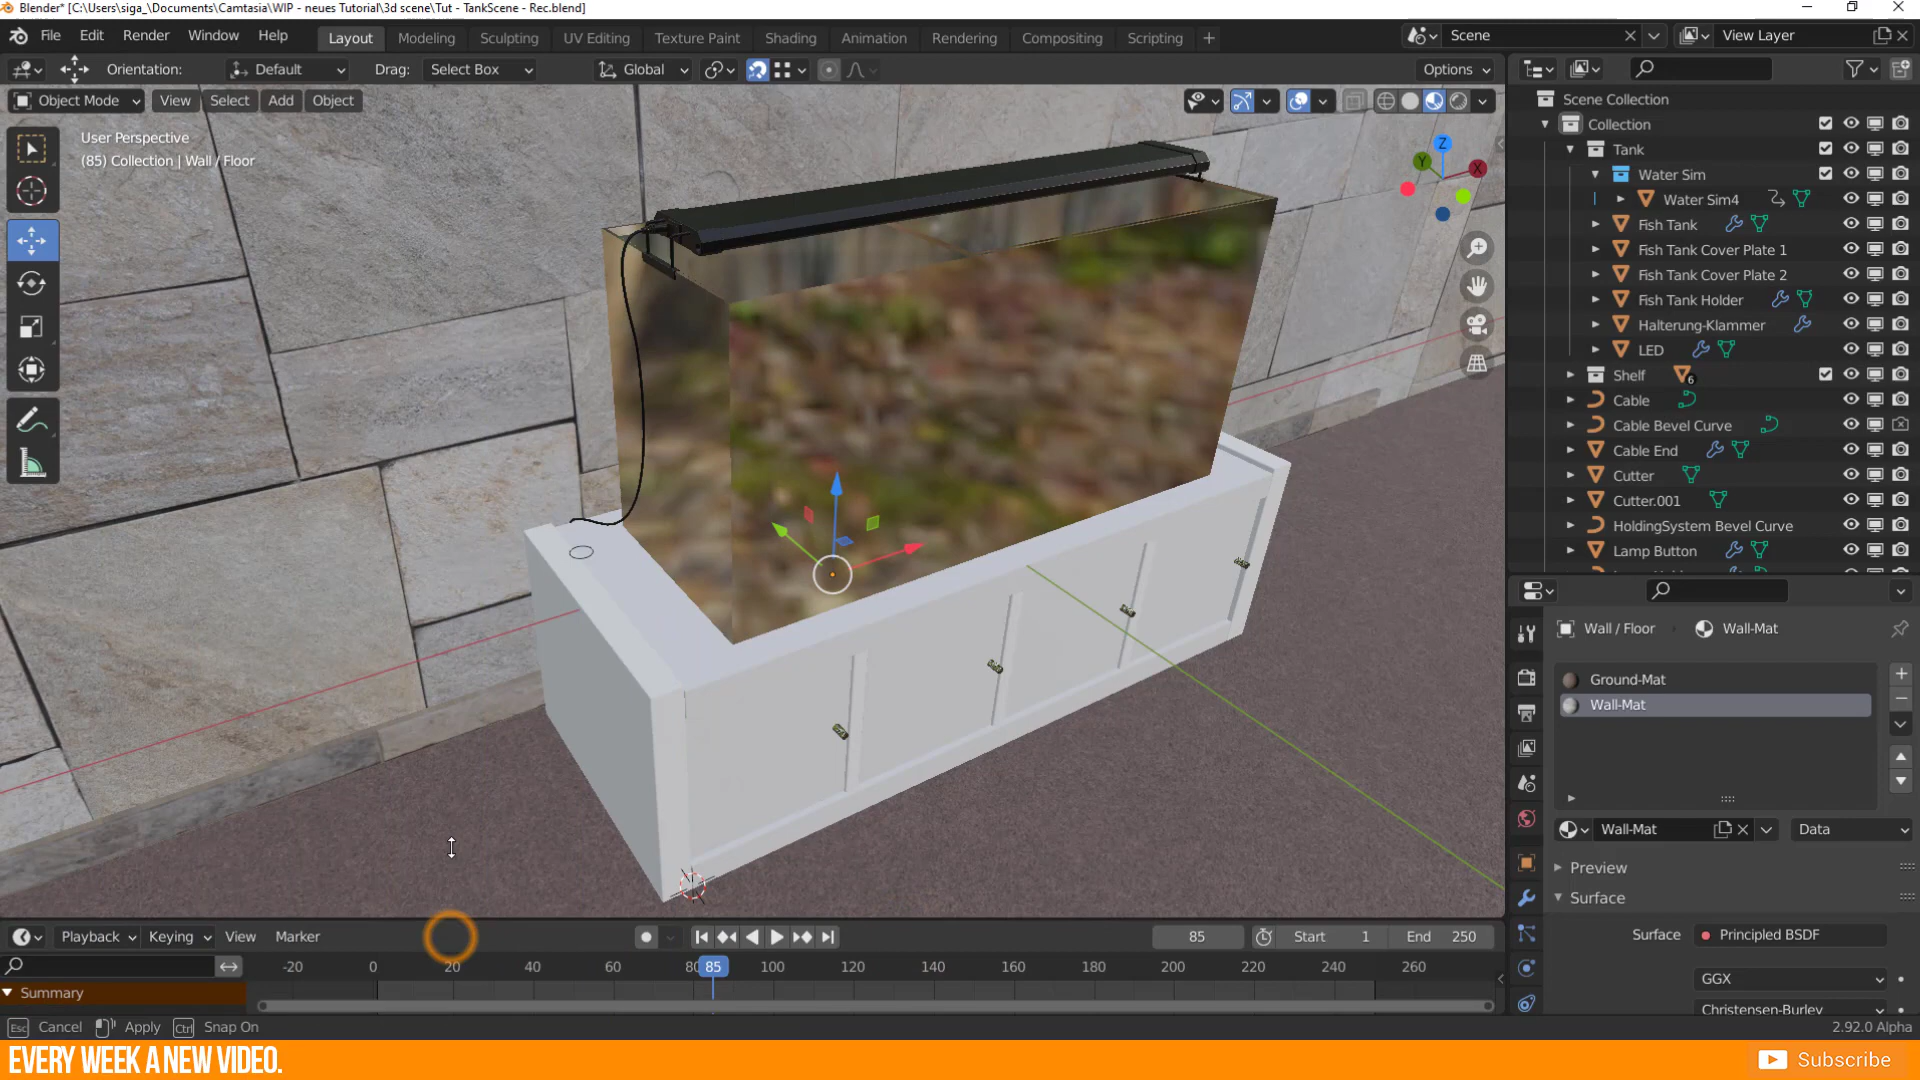 Blender* [C:\Users\siga_\Documents\Camtasia\WIP - neues Tutorial\3d scene\Tut - TankScene - Rec.blend]
File Edit Render Window Help Layout Modeling Sculpting UV Editing Texture Paint Shading Animation Rendering Compositing Scripting + Scene View Layer
Orientation: Default Drag: Select Box Global Options
Object Mode View Select Add Object
User Perspective
(85) Collection | Wall / Floor
Z
Y
X
Scene Collection
Collection
Tank
Water Sim
Water Sim4
Fish Tank
Fish Tank Cover Plate 1
Fish Tank Cover Plate 2
Fish Tank Holder
Halterung-Klammer
LED
Shelf 6
Cable
Cable Bevel Curve
Cable End
Cutter
Cutter.001
HoldingSystem Bevel Curve
Lamp Button
Wall / Floor Wall-Mat
Ground-Mat
Wall-Mat
Wall-Mat Data
Preview
Surface
Surface Principled BSDF
GGX
Christensen-Burley
Playback Keying View Marker 85 Start 1 End 250
-20 0 20 40 60 80 85 100 120 140 160 180 200 220 240 260
Summary
Esc Cancel Apply Ctrl Snap On 2.92.0 Alpha
EVERY WEEK A NEW VIDEO. Subscribe